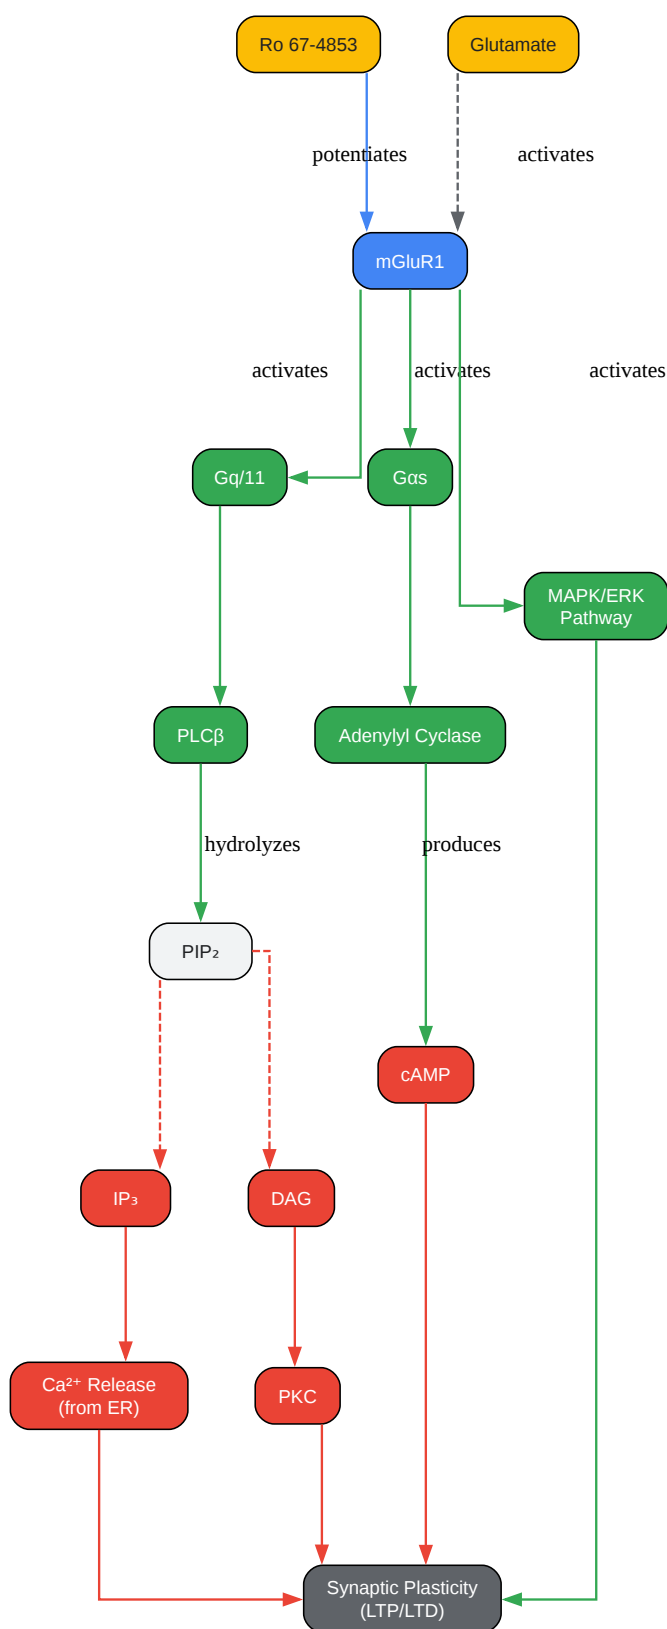 Ro 67-4853
Glutamate
potentiates
activates
mGluR1
activates
activates
activates
Gq/11
Gαs
MAPK/ERK
Pathway
PLCβ
Adenylyl Cyclase
hydrolyzes
produces
PIP₂
cAMP
IP₃
DAG
Ca²⁺ Release
(from ER)
PKC
Synaptic Plasticity
(LTP/LTD)